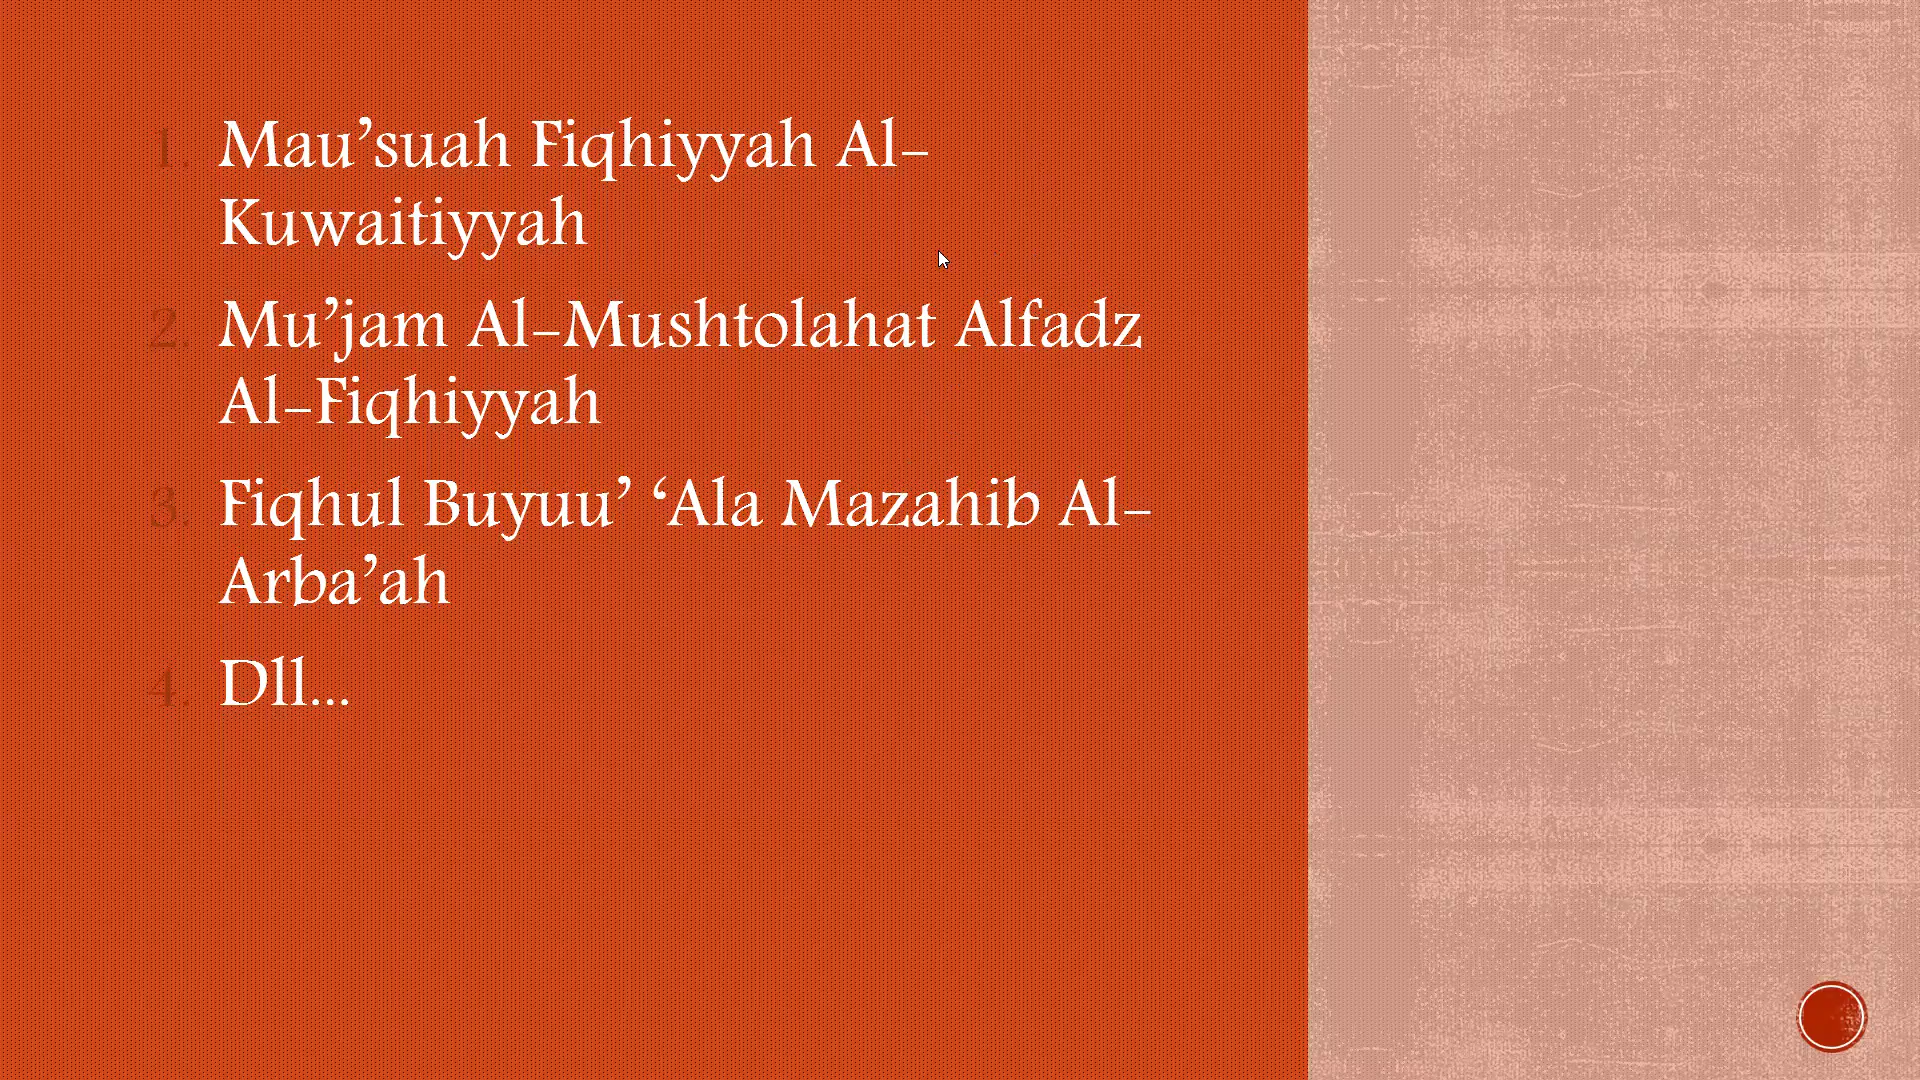 1. Mau’suah Fiqhiyyah Al-
Kuwaitiyyah
2. Mu’jam Al-Mushtolahat Alfadz
Al-Fiqhiyyah
3. Fiqhul Buyuu’ ‘Ala Mazahib Al-
Arba’ah
4. Dll...